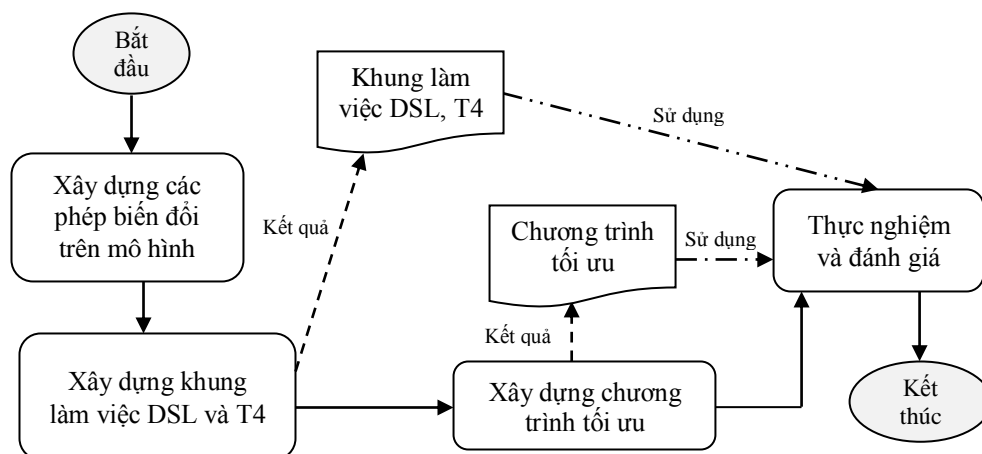 Bắt
đầu
Khung làm
việc DSL, T4
Sử dụng
Xây dựng các
phép biến đổi
trên mô hình
Kết quả
Chương trình
tối ưu
Sử dụng
Thực nghiệm
và đánh giá
Kết quả
Xây dựng khung
làm việc DSL và T4
Xây dựng chương
trình tối ưu
Kết
thúc